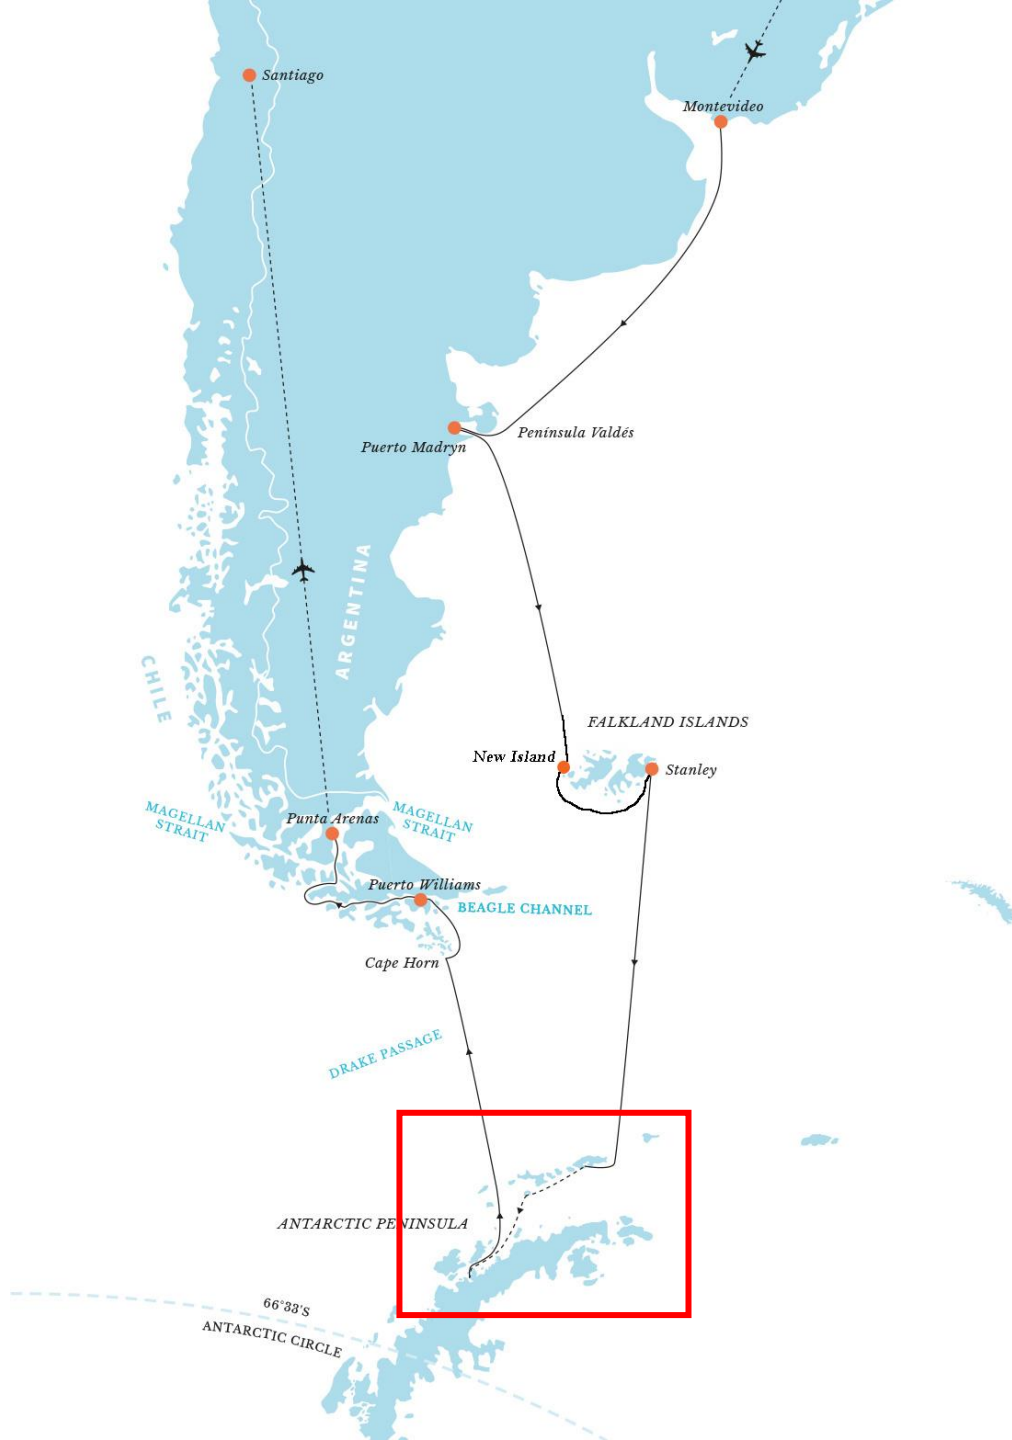 Santiago
Montevideo
Península Valdés
Puerto Madryn
ARGENTINA
CHILE
FALKLAND ISLANDS
New Island
Stanley
MAGELLAN
STRAIT
Punta Arenas
MAGELLAN
STRAIT
Puerto Williams
BEAGLE CHANNEL
Cape Horn
DRAKE PASSAGE
ANTARCTIC PENINSULA
66°33'S
ANTARCTIC CIRCLE